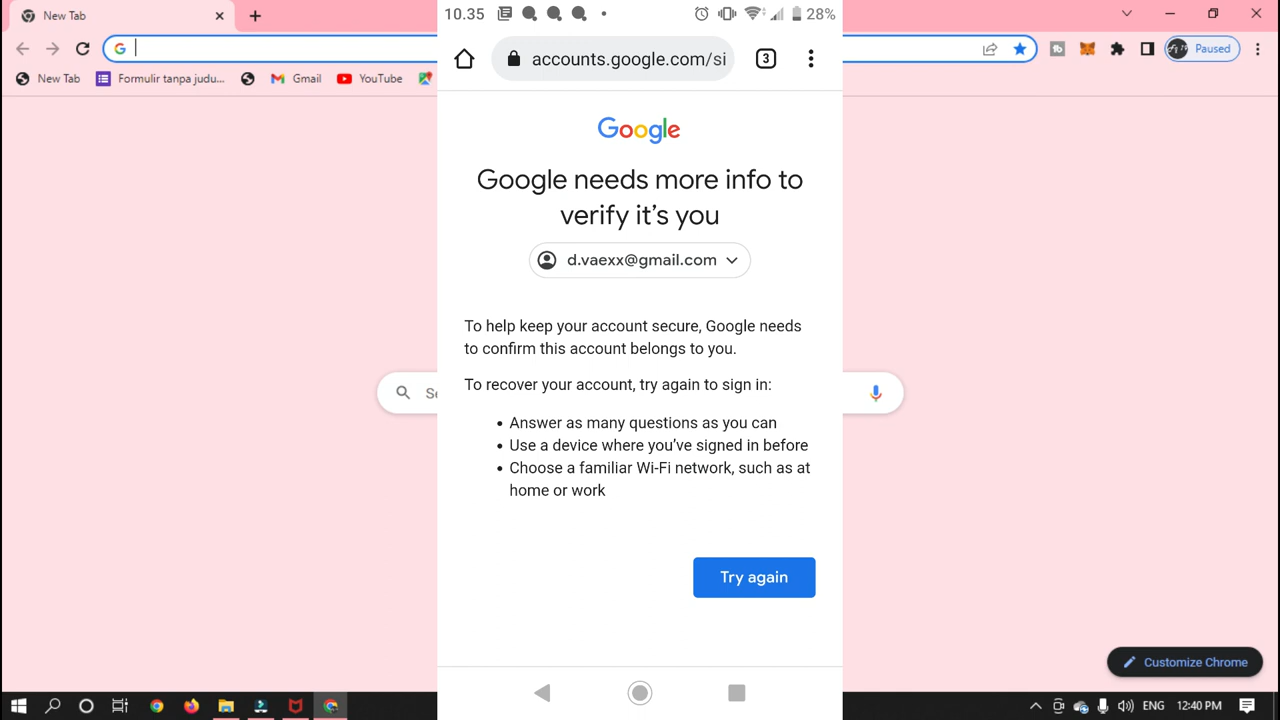 New Tab
10.35
28%
accounts.google.com/si
3
Paused
New Tab
Formulir tanpa judu...
Gmail
YouTube
Google
Google needs more info to
verify it's you
d.vaexx@gmail.com
To help keep your account secure, Google needs
to confirm this account belongs to you.
To recover your account, try again to sign in:
• Answer as many questions as you can
• Use a device where you've signed in before
Se
• Choose a familiar Wi-Fi network, such as at
home or work
Try again
Customize Chrome
ENG
12:40 PM